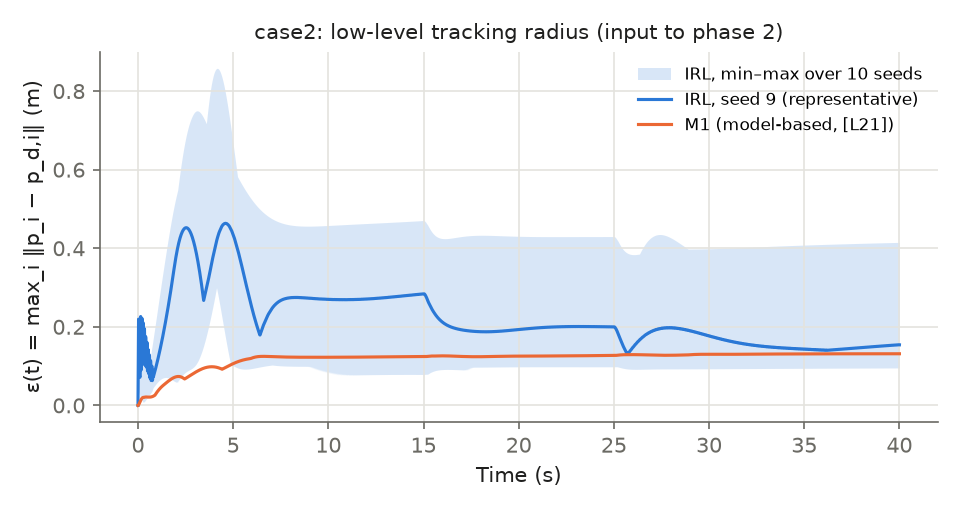 case2: low-level tracking radius (input to phase 2)
IRL, min–max over 10 seeds
IRL, seed 9 (representative)
M1 (model-based, [L21])
ε(t) = max_i ‖p_i − p_d,i‖ (m)
0.8
0.6
0.4
0.2
0.0
0 5 10 15 20 25 30 35 40
Time (s)